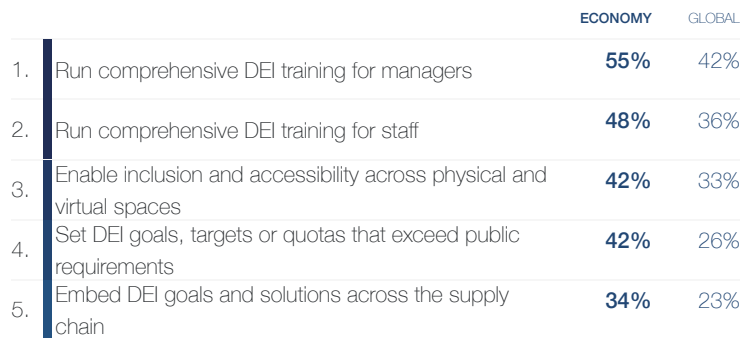 ECONOMY GLOBAL
1. Run comprehensive DEI training for managers 55% 42%
2. Run comprehensive DEI training for staff 48% 36%
3. Enable inclusion and accessibility across physical and
virtual spaces 42% 33%
4. Set DEI goals, targets or quotas that exceed public
requirements 42% 26%
5. Embed DEI goals and solutions across the supply
chain 34% 23%